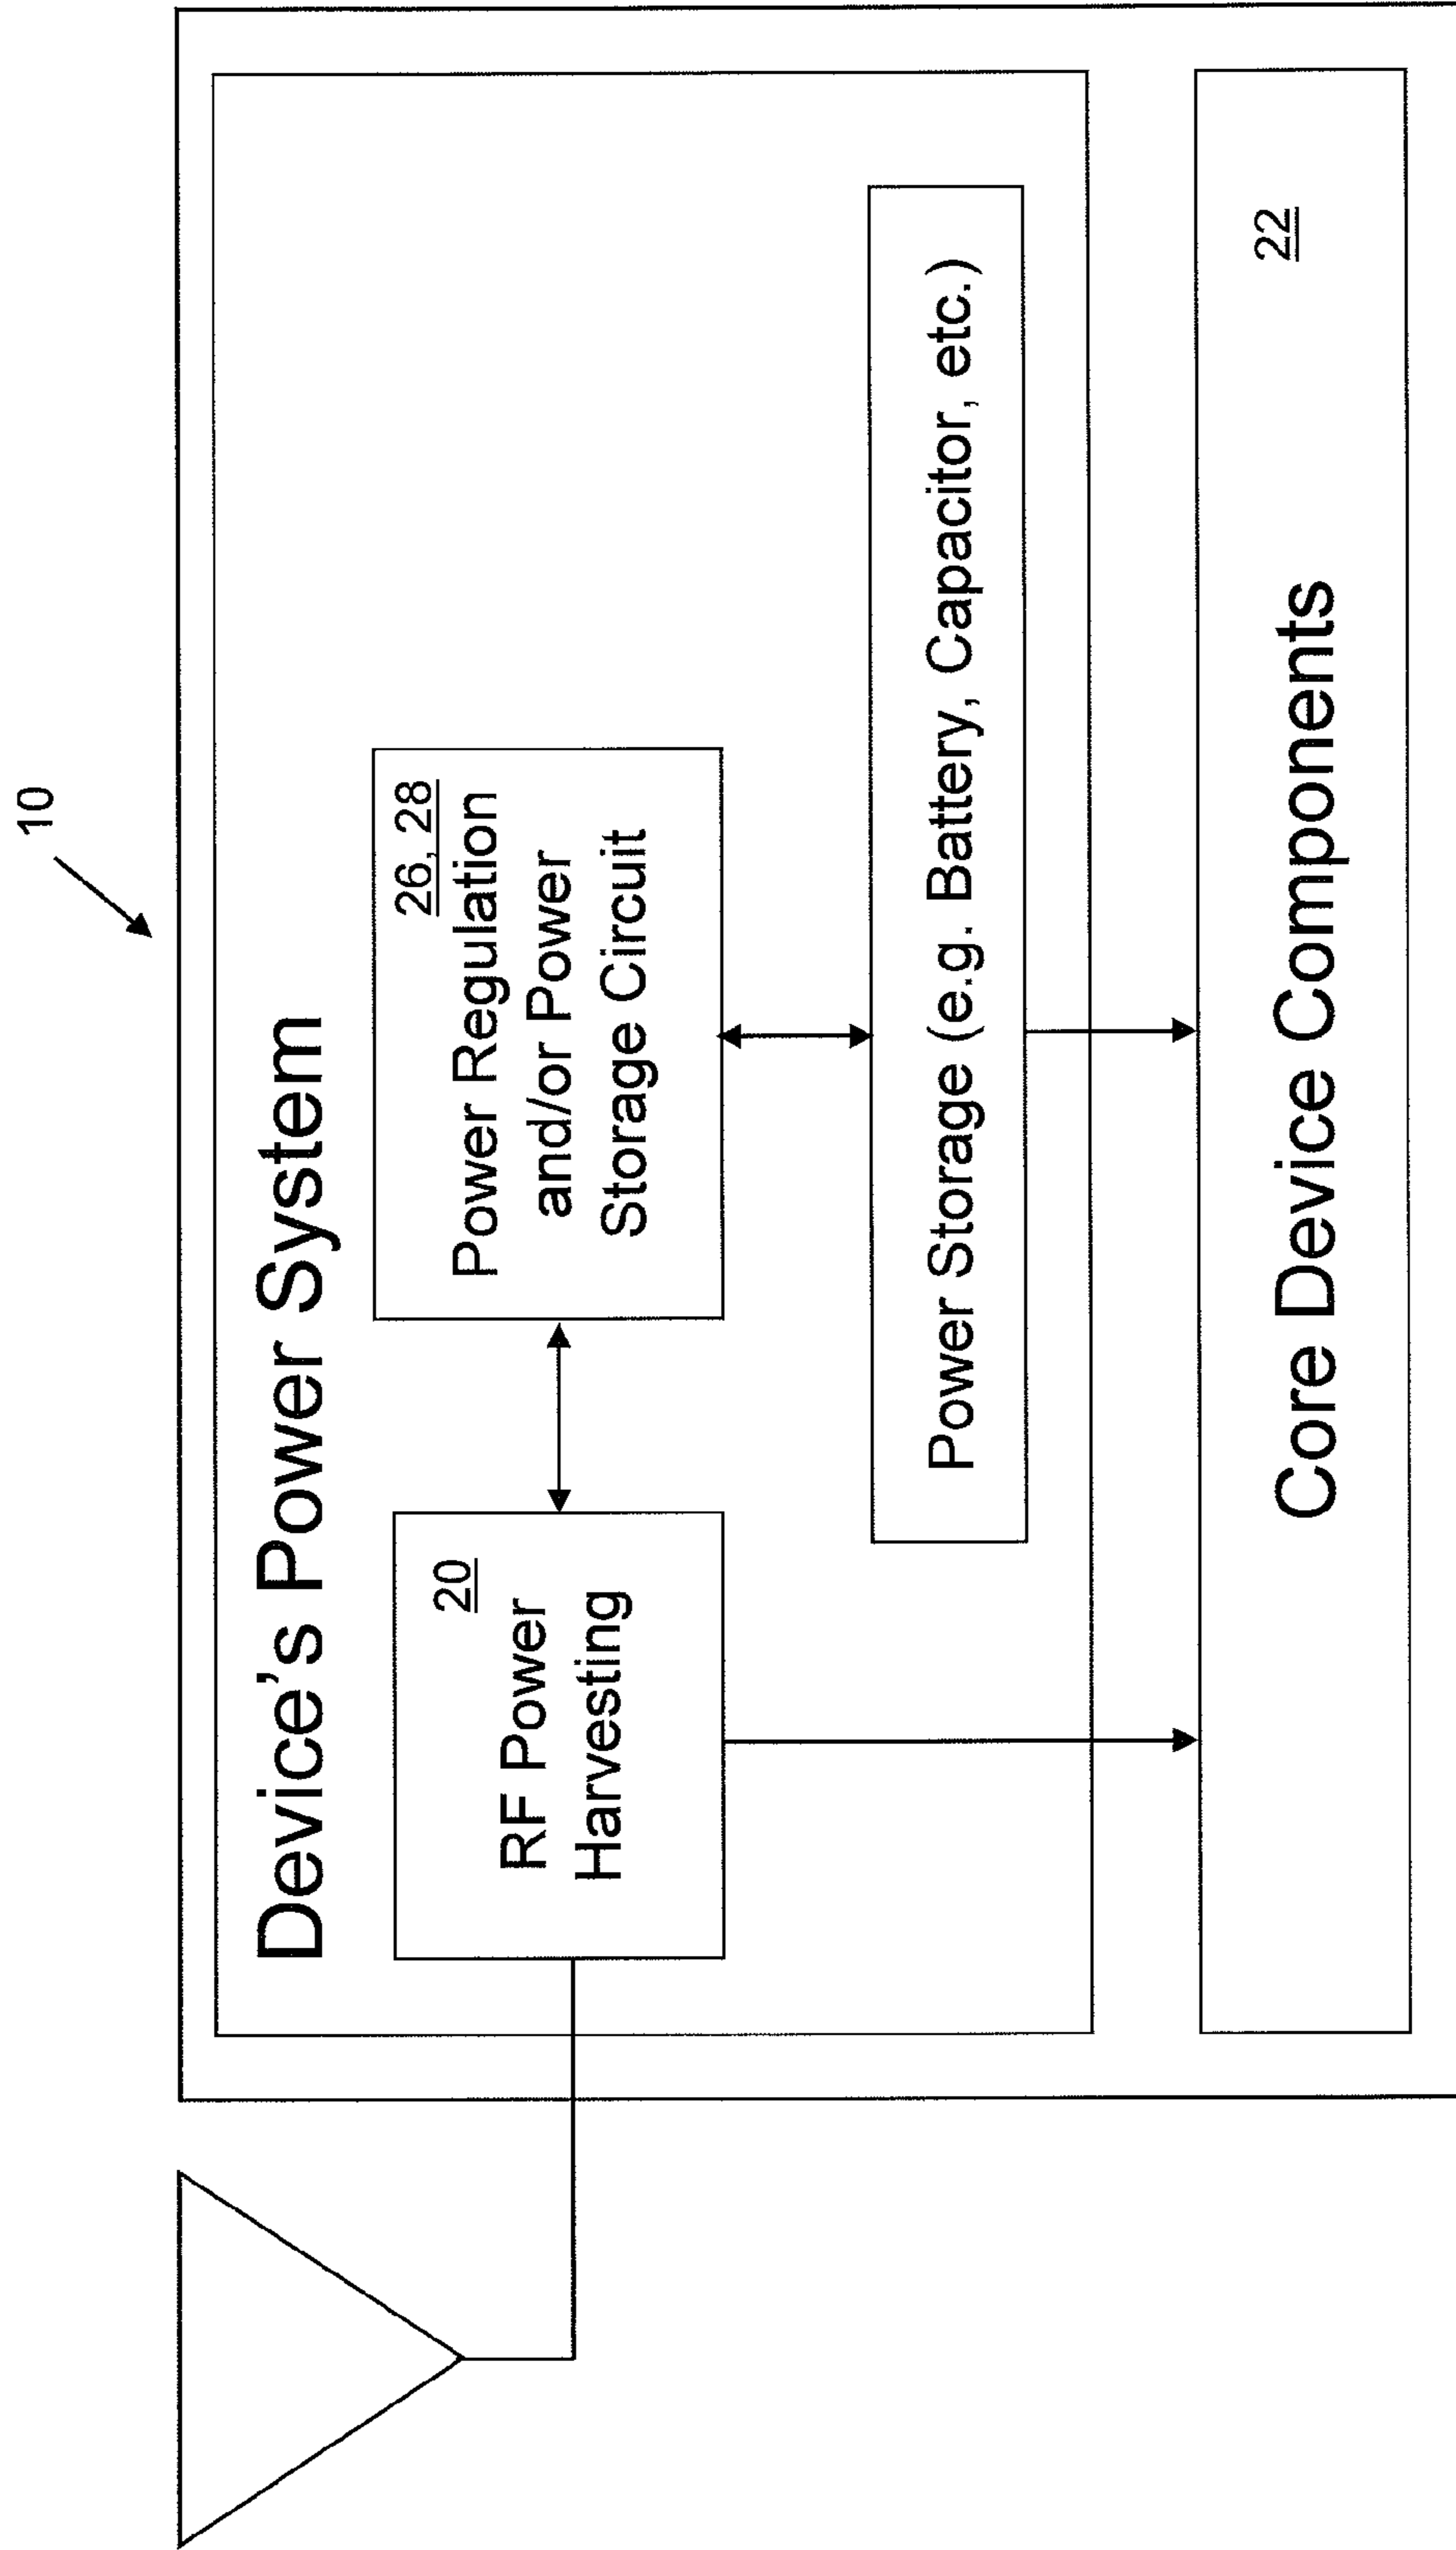 10
Device's Power System
20
RF Power
Harvesting
26, 28
Power Regulation
and/or Power
Storage Circuit
Power Storage (e.g. Battery, Capacitor, etc.)
22
Core Device Components